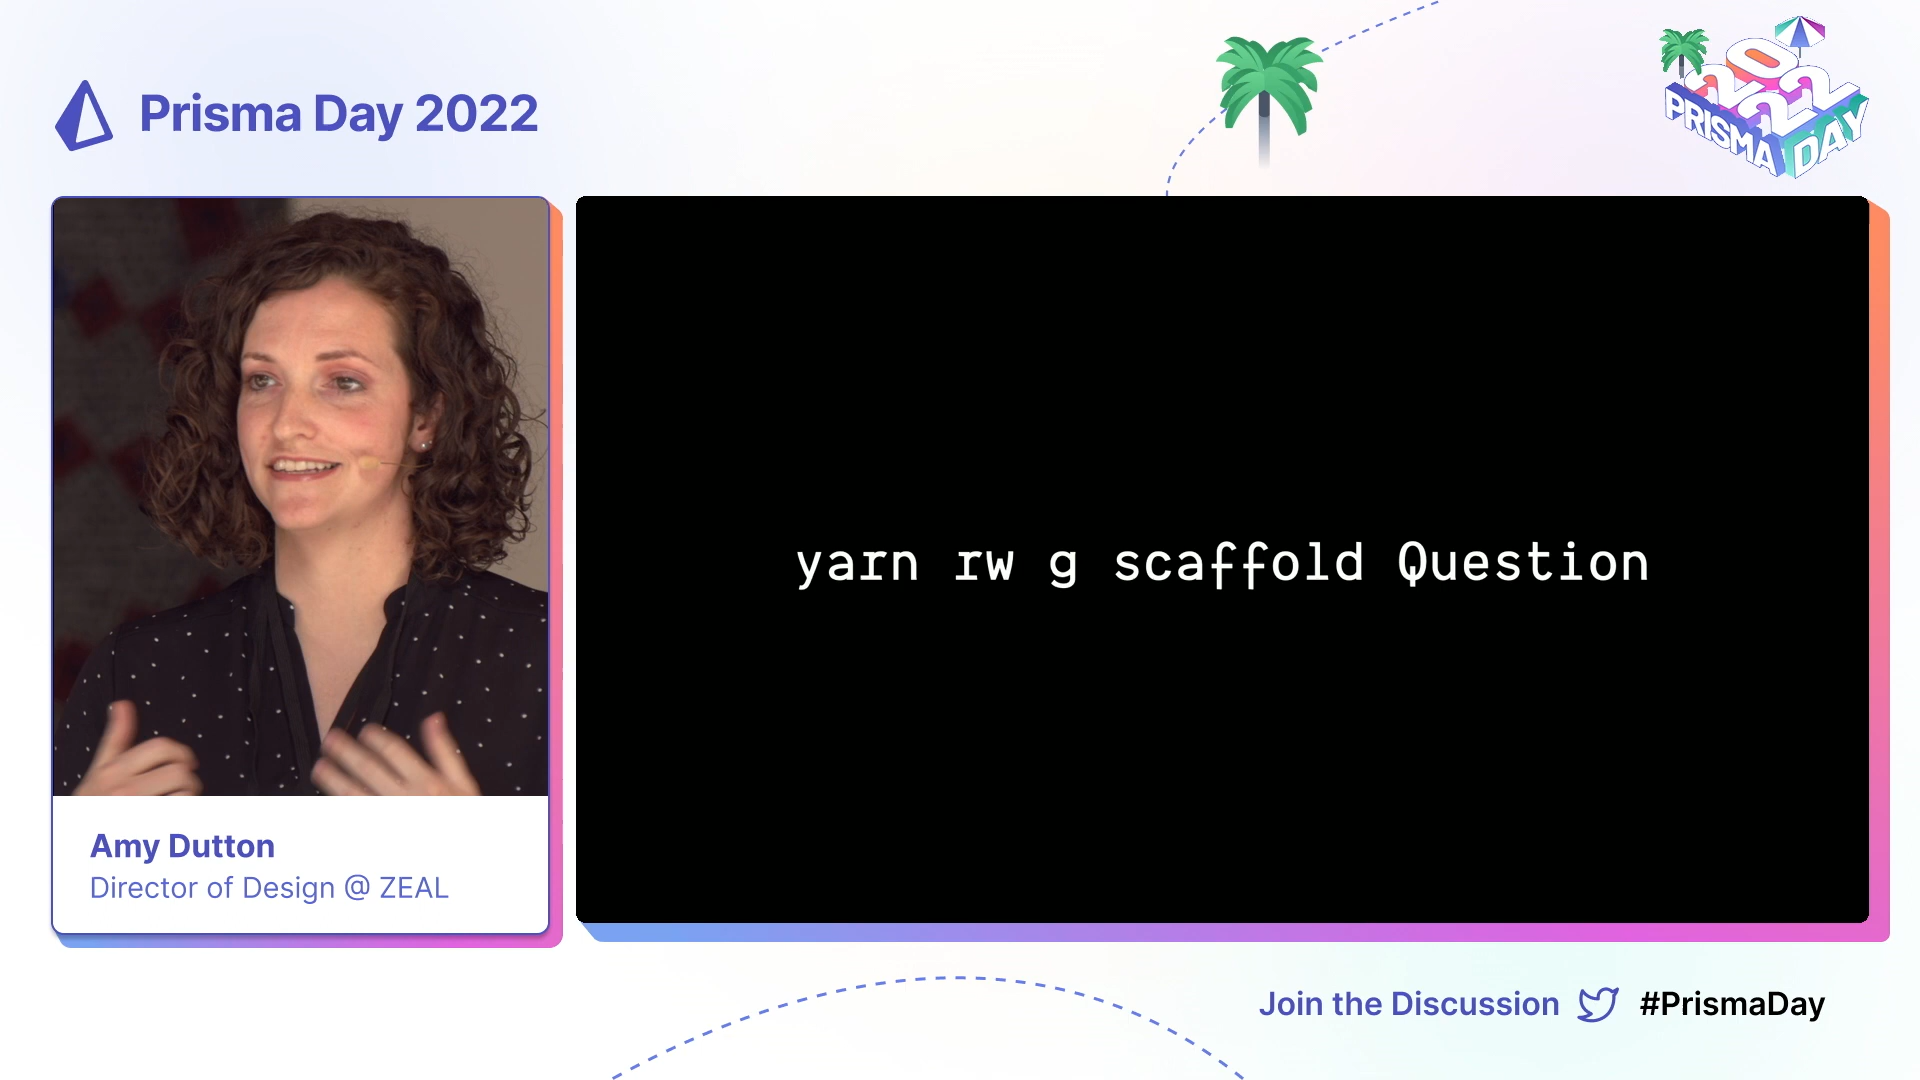 Prisma Day 2022
2022
PRISMA DAY
yarn rw g scaffold Question
Amy Dutton
Director of Design @ ZEAL
Join the Discussion #PrismaDay